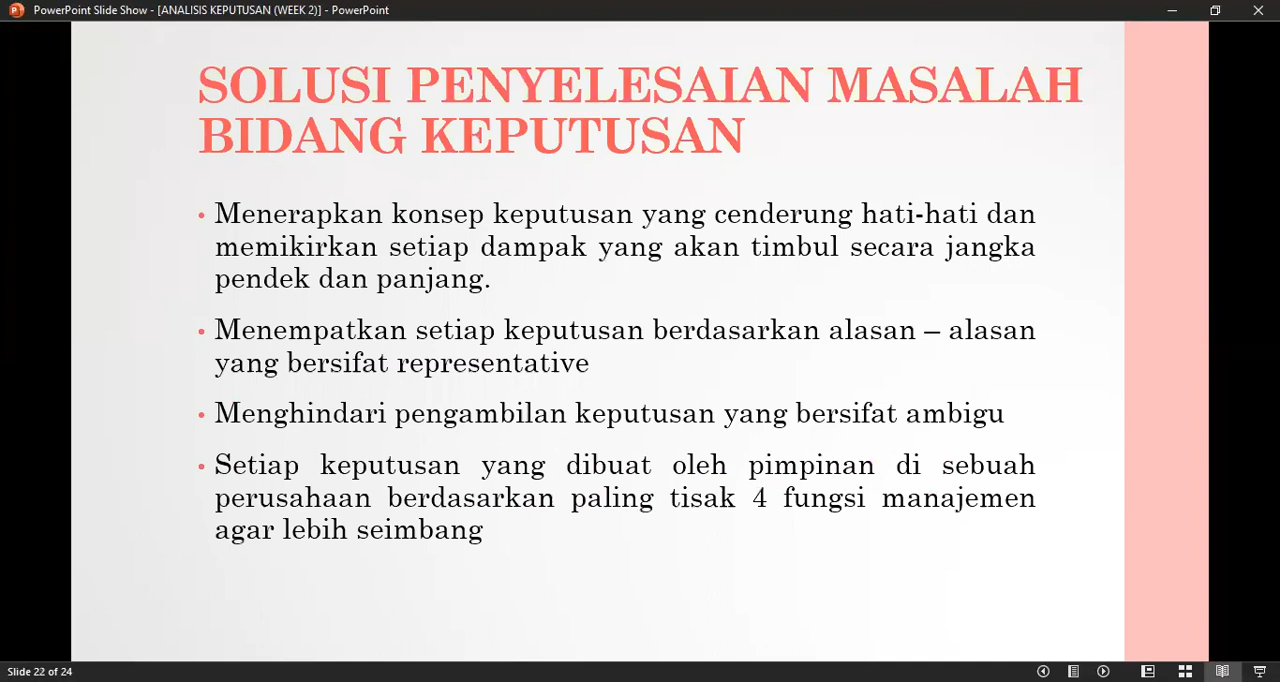 PowerPoint Slide Show - [ANALISIS KEPUTUSAN (WEEK 2)] - PowerPoint
SOLUSI PENYELESAIAN MASALAH
BIDANG KEPUTUSAN
• Menerapkan konsep keputusan yang cenderung hati-hati dan
memikirkan setiap dampak yang akan timbul secara jangka
pendek dan panjang.
• Menempatkan setiap keputusan berdasarkan alasan – alasan
yang bersifat representative
• Menghindari pengambilan keputusan yang bersifat ambigu
• Setiap keputusan yang dibuat oleh pimpinan di sebuah
perusahaan berdasarkan paling tisak 4 fungsi manajemen
agar lebih seimbang
Slide 22 of 24